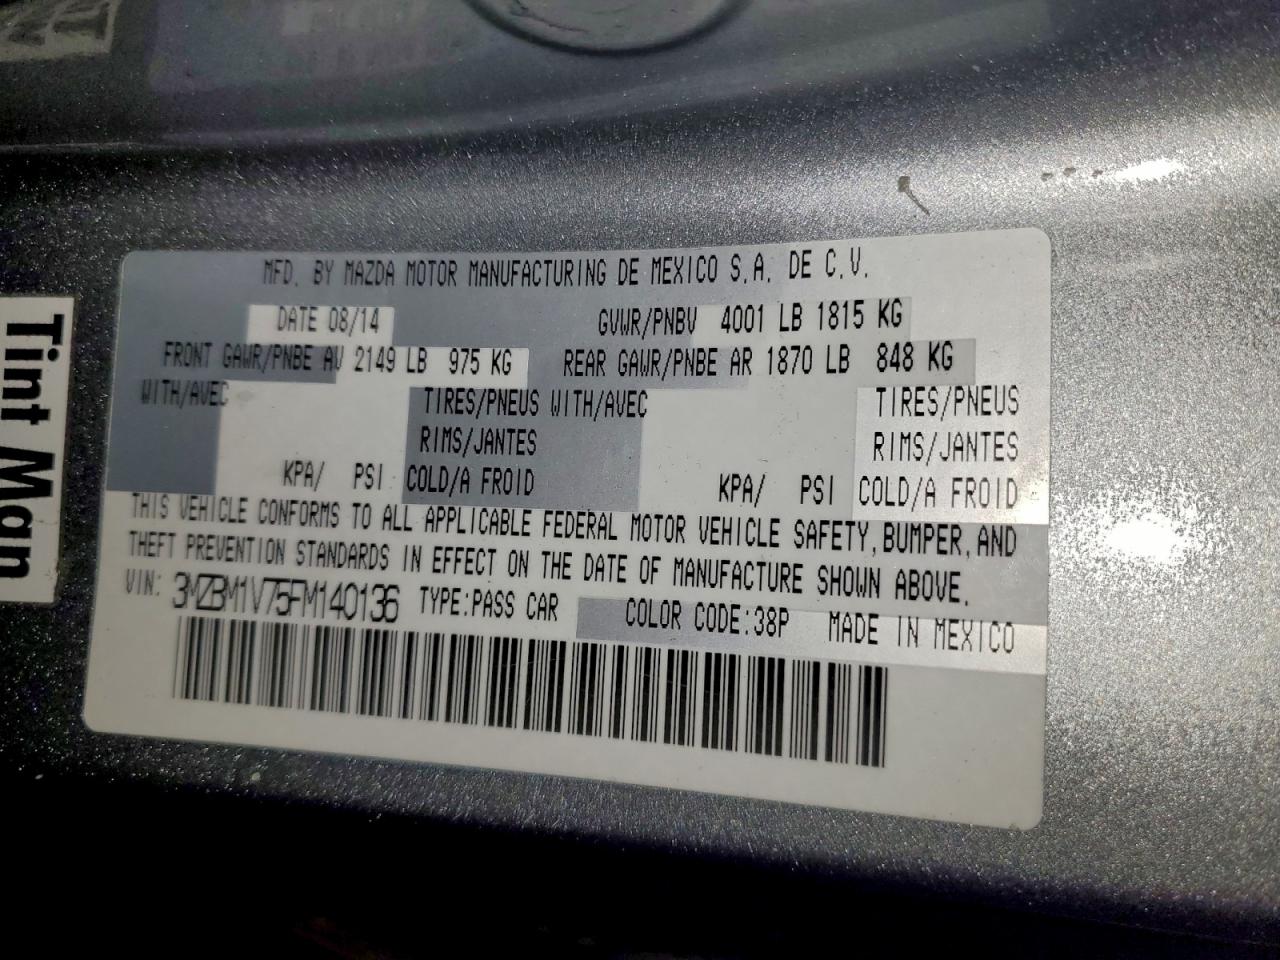 MFD. BY MAZDA MOTOR MANUFACTURING DE MEXICO S.A. DE C.V.
DATE 08/14 GVWR/PNBV 4001 LB 1815 KG
FRONT GAWR/PNBE AV 2149 LB 975 KG REAR GAWR/PNBE AR 1870 LB 848 KG
WITH/AVEC TIRES/PNEUS WITH/AVEC TIRES/PNEUS
RIMS/JANTES RIMS/JANTES
KPA/ PSI COLD/A FROID KPA/ PSI COLD/A FROID
THIS VEHICLE CONFORMS TO ALL APPLICABLE FEDERAL MOTOR VEHICLE SAFETY, BUMPER, AND
THEFT PREVENTION STANDARDS IN EFFECT ON THE DATE OF MANUFACTURE SHOWN ABOVE.
VIN: 3MZBM1V75FM140136 TYPE:PASS CAR COLOR CODE:38P MADE IN MEXICO
Tint Man